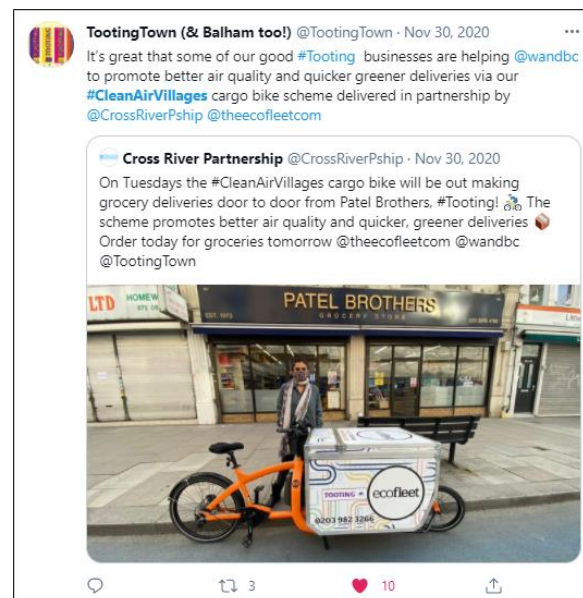 TootingTown (& Balham too!) @TootingTown · Nov 30, 2020
It's great that some of our good #Tooting businesses are helping @wandbc
to promote better air quality and quicker greener deliveries via our
#CleanAirVillages cargo bike scheme delivered in partnership by
@CrossRiverPship @theecofleetcom
Cross River Partnership @CrossRiverPship · Nov 30, 2020
On Tuesdays the #CleanAirVillages cargo bike will be out making
grocery deliveries door to door from Patel Brothers, #Tooting! 🚴 The
scheme promotes better air quality and quicker, greener deliveries 📦
Order today for groceries tomorrow @theecofleetcom @wandbc
@TootingTown
LTD
HOMEW
PATEL BROTHERS
EST. 1973
GROCERY STORE
TOOTING
ecofleet
0203 982 3266
3
10